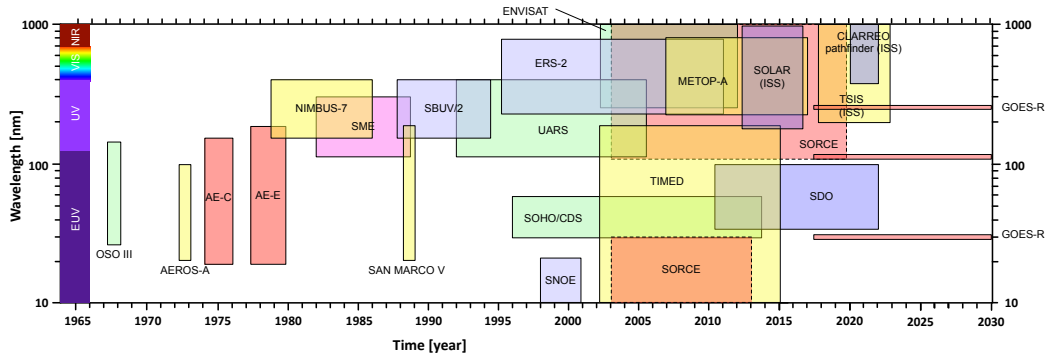 ENVISAT
1000
NIR
VIS
UV
EUV
100
10
Wavelength [nm]
1000
100
10
CLARREO
pathfinder (ISS)
ERS-2
METOP-A
SOLAR
(ISS)
NIMBUS-7
SBUV/2
SME
TSIS
(ISS)
GOES-R
UARS
SORCE
AE-C
AE-E
TIMED
SDO
SOHO/CDS
OSO III
GOES-R
AEROS-A
SAN MARCO V
SNOE
SORCE
1965 1970 1975 1980 1985 1990 1995 2000 2005 2010 2015 2020 2025 2030
Time [year]